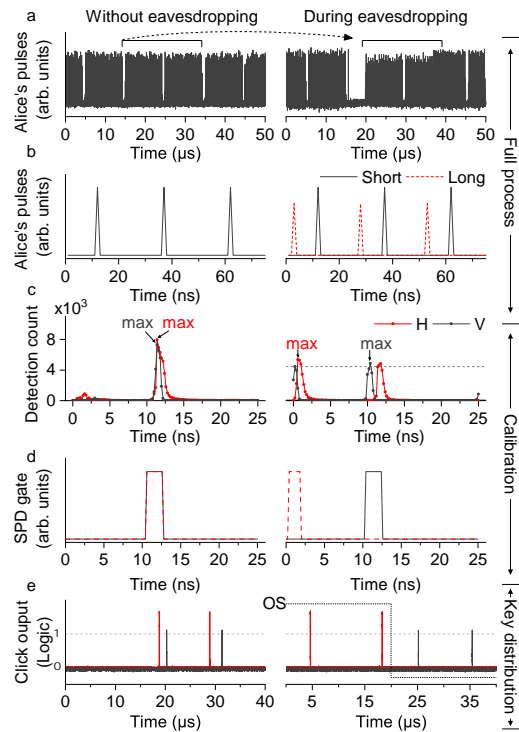 Without eavesdropping
During eavesdropping
a
Alice's pulses
(arb. units)
0 10 20 30 40 50
0 10 20 30 40 50
Time (µs)
Time (µs)
b
Alice's pulses
(arb. units)
Short
Long
0 20 40 60
0 20 40 60
Time (ns)
Time (ns)
Full process
c
×10³
Detection count
8
4
0
max
max
H
V
max
max
0 5 10 15 20 25
0 5 10 15 20 25
Time (ns)
Time (ns)
d
SPD gate
(arb. units)
0 5 10 15 20 25
0 5 10 15 20 25
Time (ns)
Time (ns)
Calibration
e
Click ouput
(Logic)
1
0
OS
0 10 20 30 40
5 15 25 35
Time (µs)
Time (µs)
Key distribution